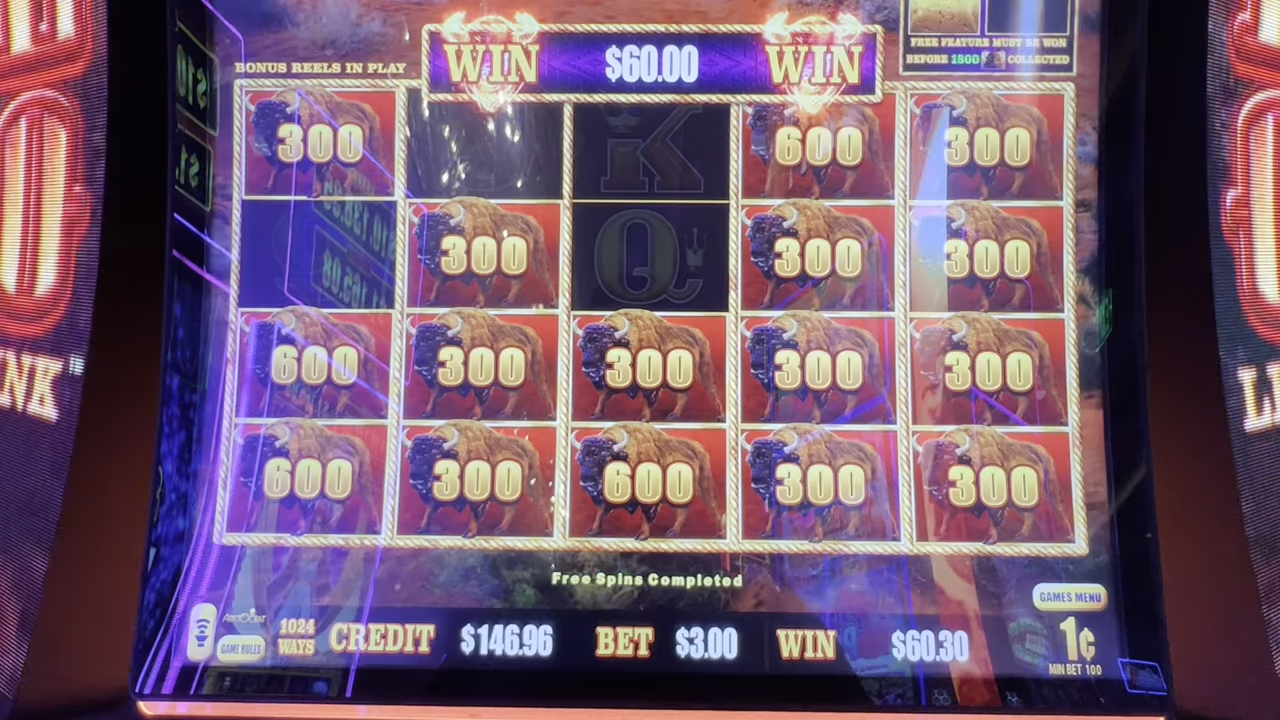 WIN $60.00 WIN
FREE FEATURE MUST BE WON
BEFORE 1800 COLLECTED
BONUS REELS IN PLAY
300 K 600 300
300 Q 300 300
600 300 300 300 300
600 300 600 300 300
Free Spins Completed
GAMES MENU
ARISTOCRAT
GAME RULES
1024
WAYS
CREDIT $146.96 BET $3.00 WIN $60.30
1¢
MIN BET 100
NK™